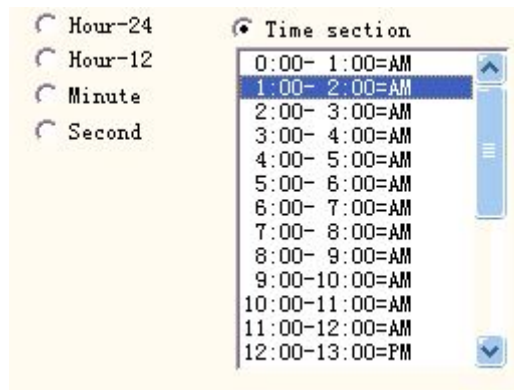 Hour-24
Hour-12
Minute
Second
Time section
0:00- 1:00=AM
1:00- 2:00=AM
2:00- 3:00=AM
3:00- 4:00=AM
4:00- 5:00=AM
5:00- 6:00=AM
6:00- 7:00=AM
7:00- 8:00=AM
8:00- 9:00=AM
9:00-10:00=AM
10:00-11:00=AM
11:00-12:00=AM
12:00-13:00=PM